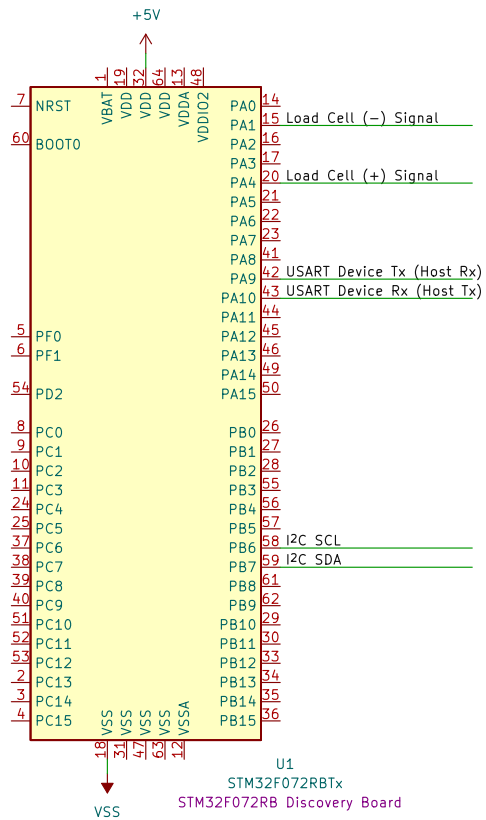 +5V
1
19
32
64
13
48
VBAT
VDD
VDD
VDD
VDDA
VDDIO2
7 NRST
60 BOOT0
5 PF0
6 PF1
54 PD2
8 PC0
9 PC1
10 PC2
11 PC3
24 PC4
25 PC5
37 PC6
38 PC7
39 PC8
40 PC9
51 PC10
52 PC11
53 PC12
2 PC13
3 PC14
4 PC15
PA0 14
PA1 15 Load Cell (-) Signal
PA2 16
PA3 17
PA4 20 Load Cell (+) Signal
PA5 21
PA6 22
PA7 23
PA8 41
PA9 42 USART Device Tx (Host Rx)
PA10 43 USART Device Rx (Host Tx)
PA11 44
PA12 45
PA13 46
PA14 49
PA15 50
PB0 26
PB1 27
PB2 28
PB3 55
PB4 56
PB5 57
PB6 58 I²C SCL
PB7 59 I²C SDA
PB8 61
PB9 62
PB10 29
PB11 30
PB12 33
PB13 34
PB14 35
PB15 36
VSS
VSS
VSS
VSS
VSSA
18
31
47
63
12
VSS
U1
STM32F072RBTx
STM32F072RB Discovery Board